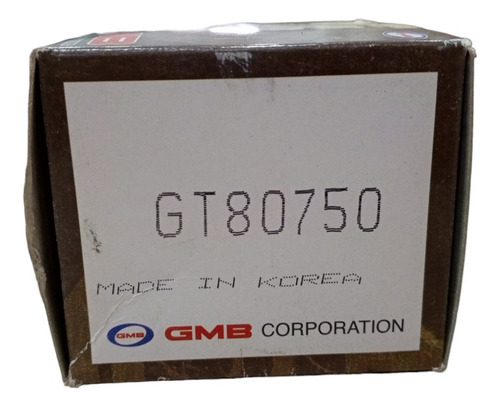 GT80750
MADE IN KOREA
GMB GMB CORPORATION